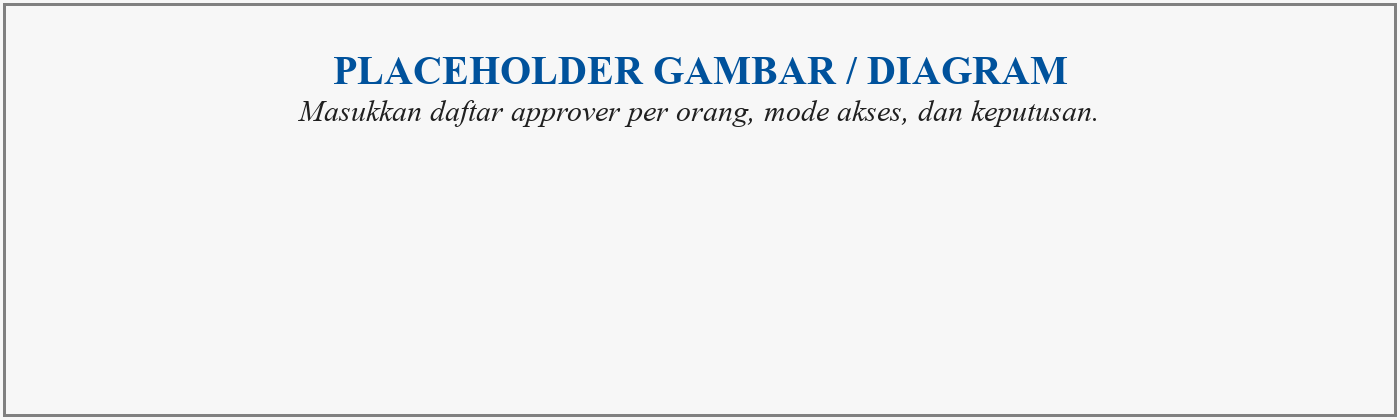 PLACEHOLDER GAMBAR / DIAGRAM
Masukkan daftar approver per orang, mode akses, dan keputusan.